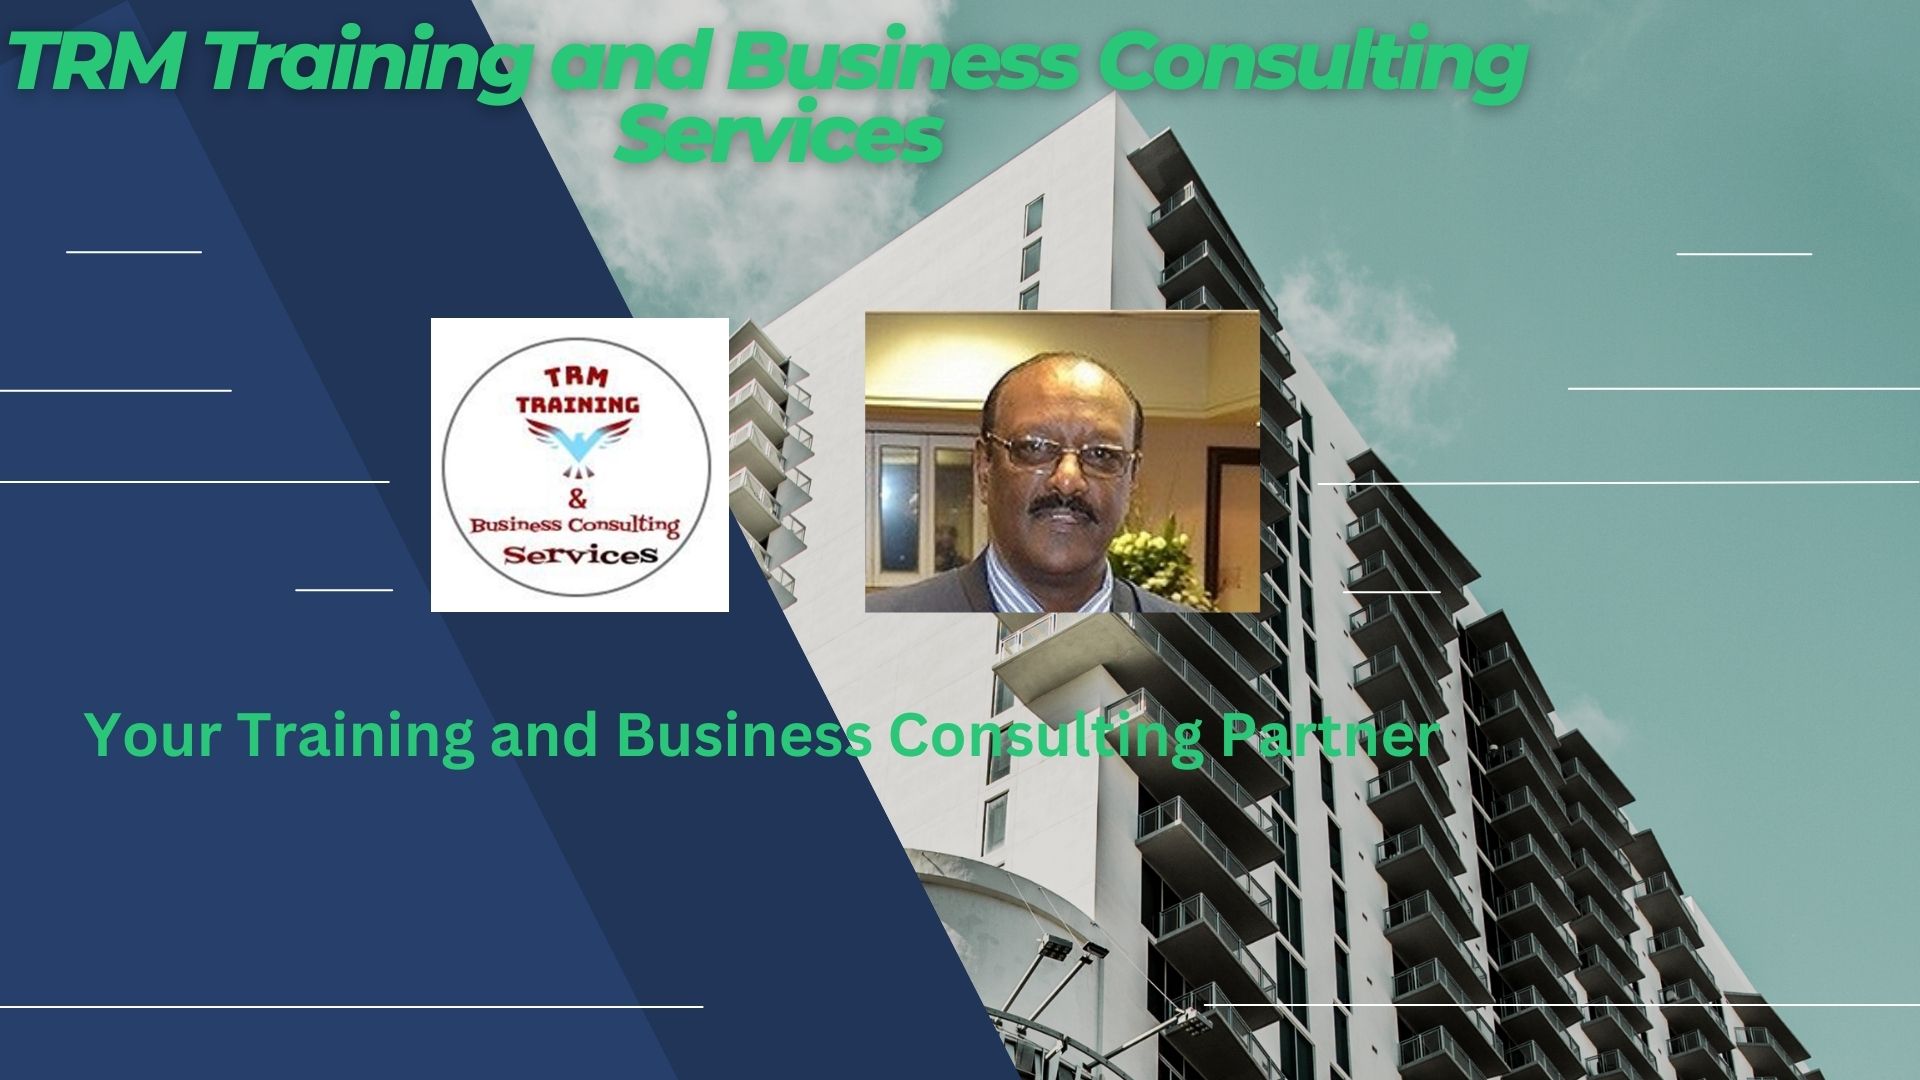 TRM Training and Business Consulting
Services
TRM
TRAINING
&
Business Consulting
Services
Your Training and Business Consulting Partner